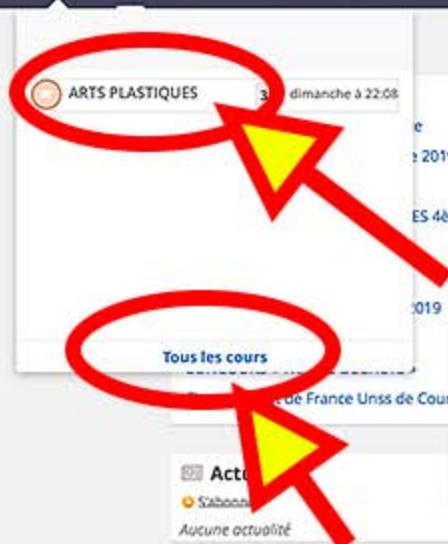 ARTS PLASTIQUES
3
dimanche à 22:08
e
e 2019
ES 4è
2019
Tous les cours
de France Unss de Cour
Actu
S'abonn
Aucune actualité